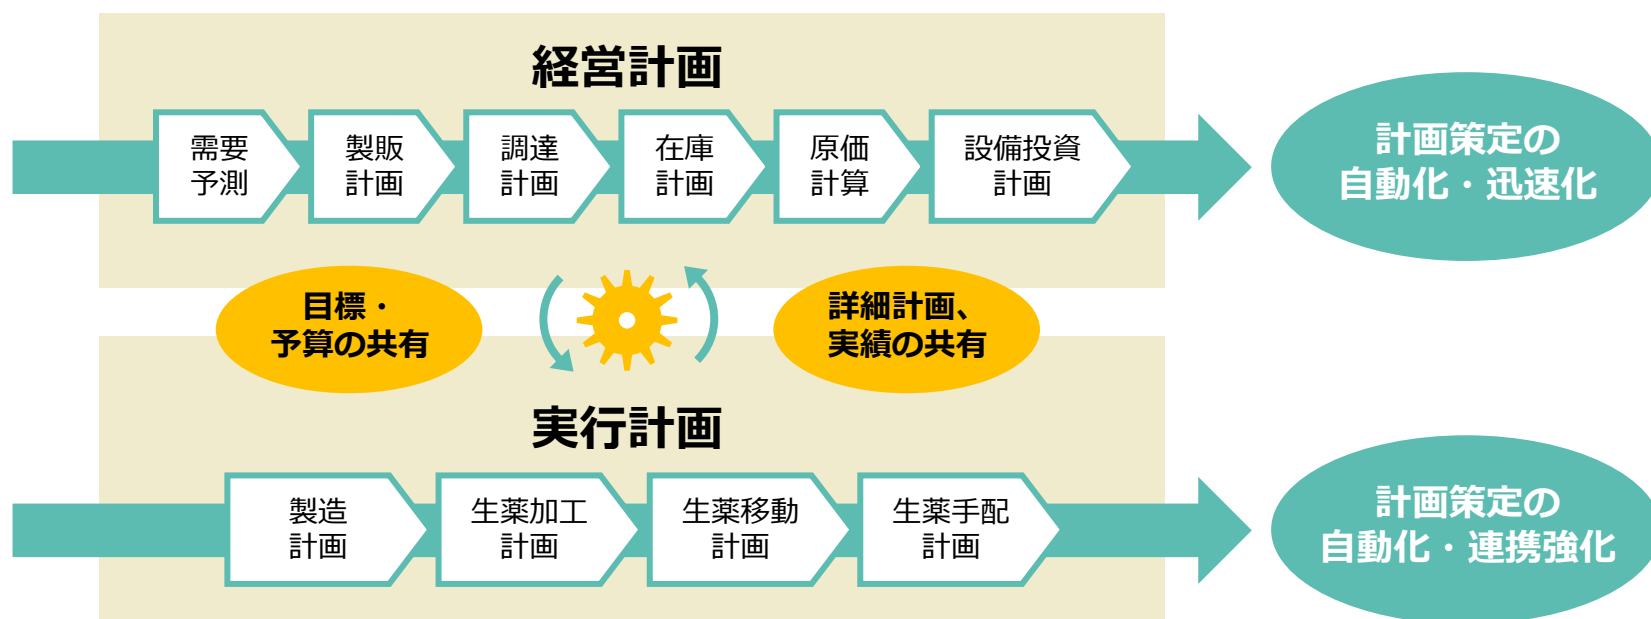 経営計画
需要
予測
製販
計画
調達
計画
在庫
計画
原価
計算
設備投資
計画
計画策定の
自動化・迅速化
目標・
予算の共有
詳細計画、
実績の共有
実行計画
製造
計画
生薬加工
計画
生薬移動
計画
生薬手配
計画
計画策定の
自動化・連携強化